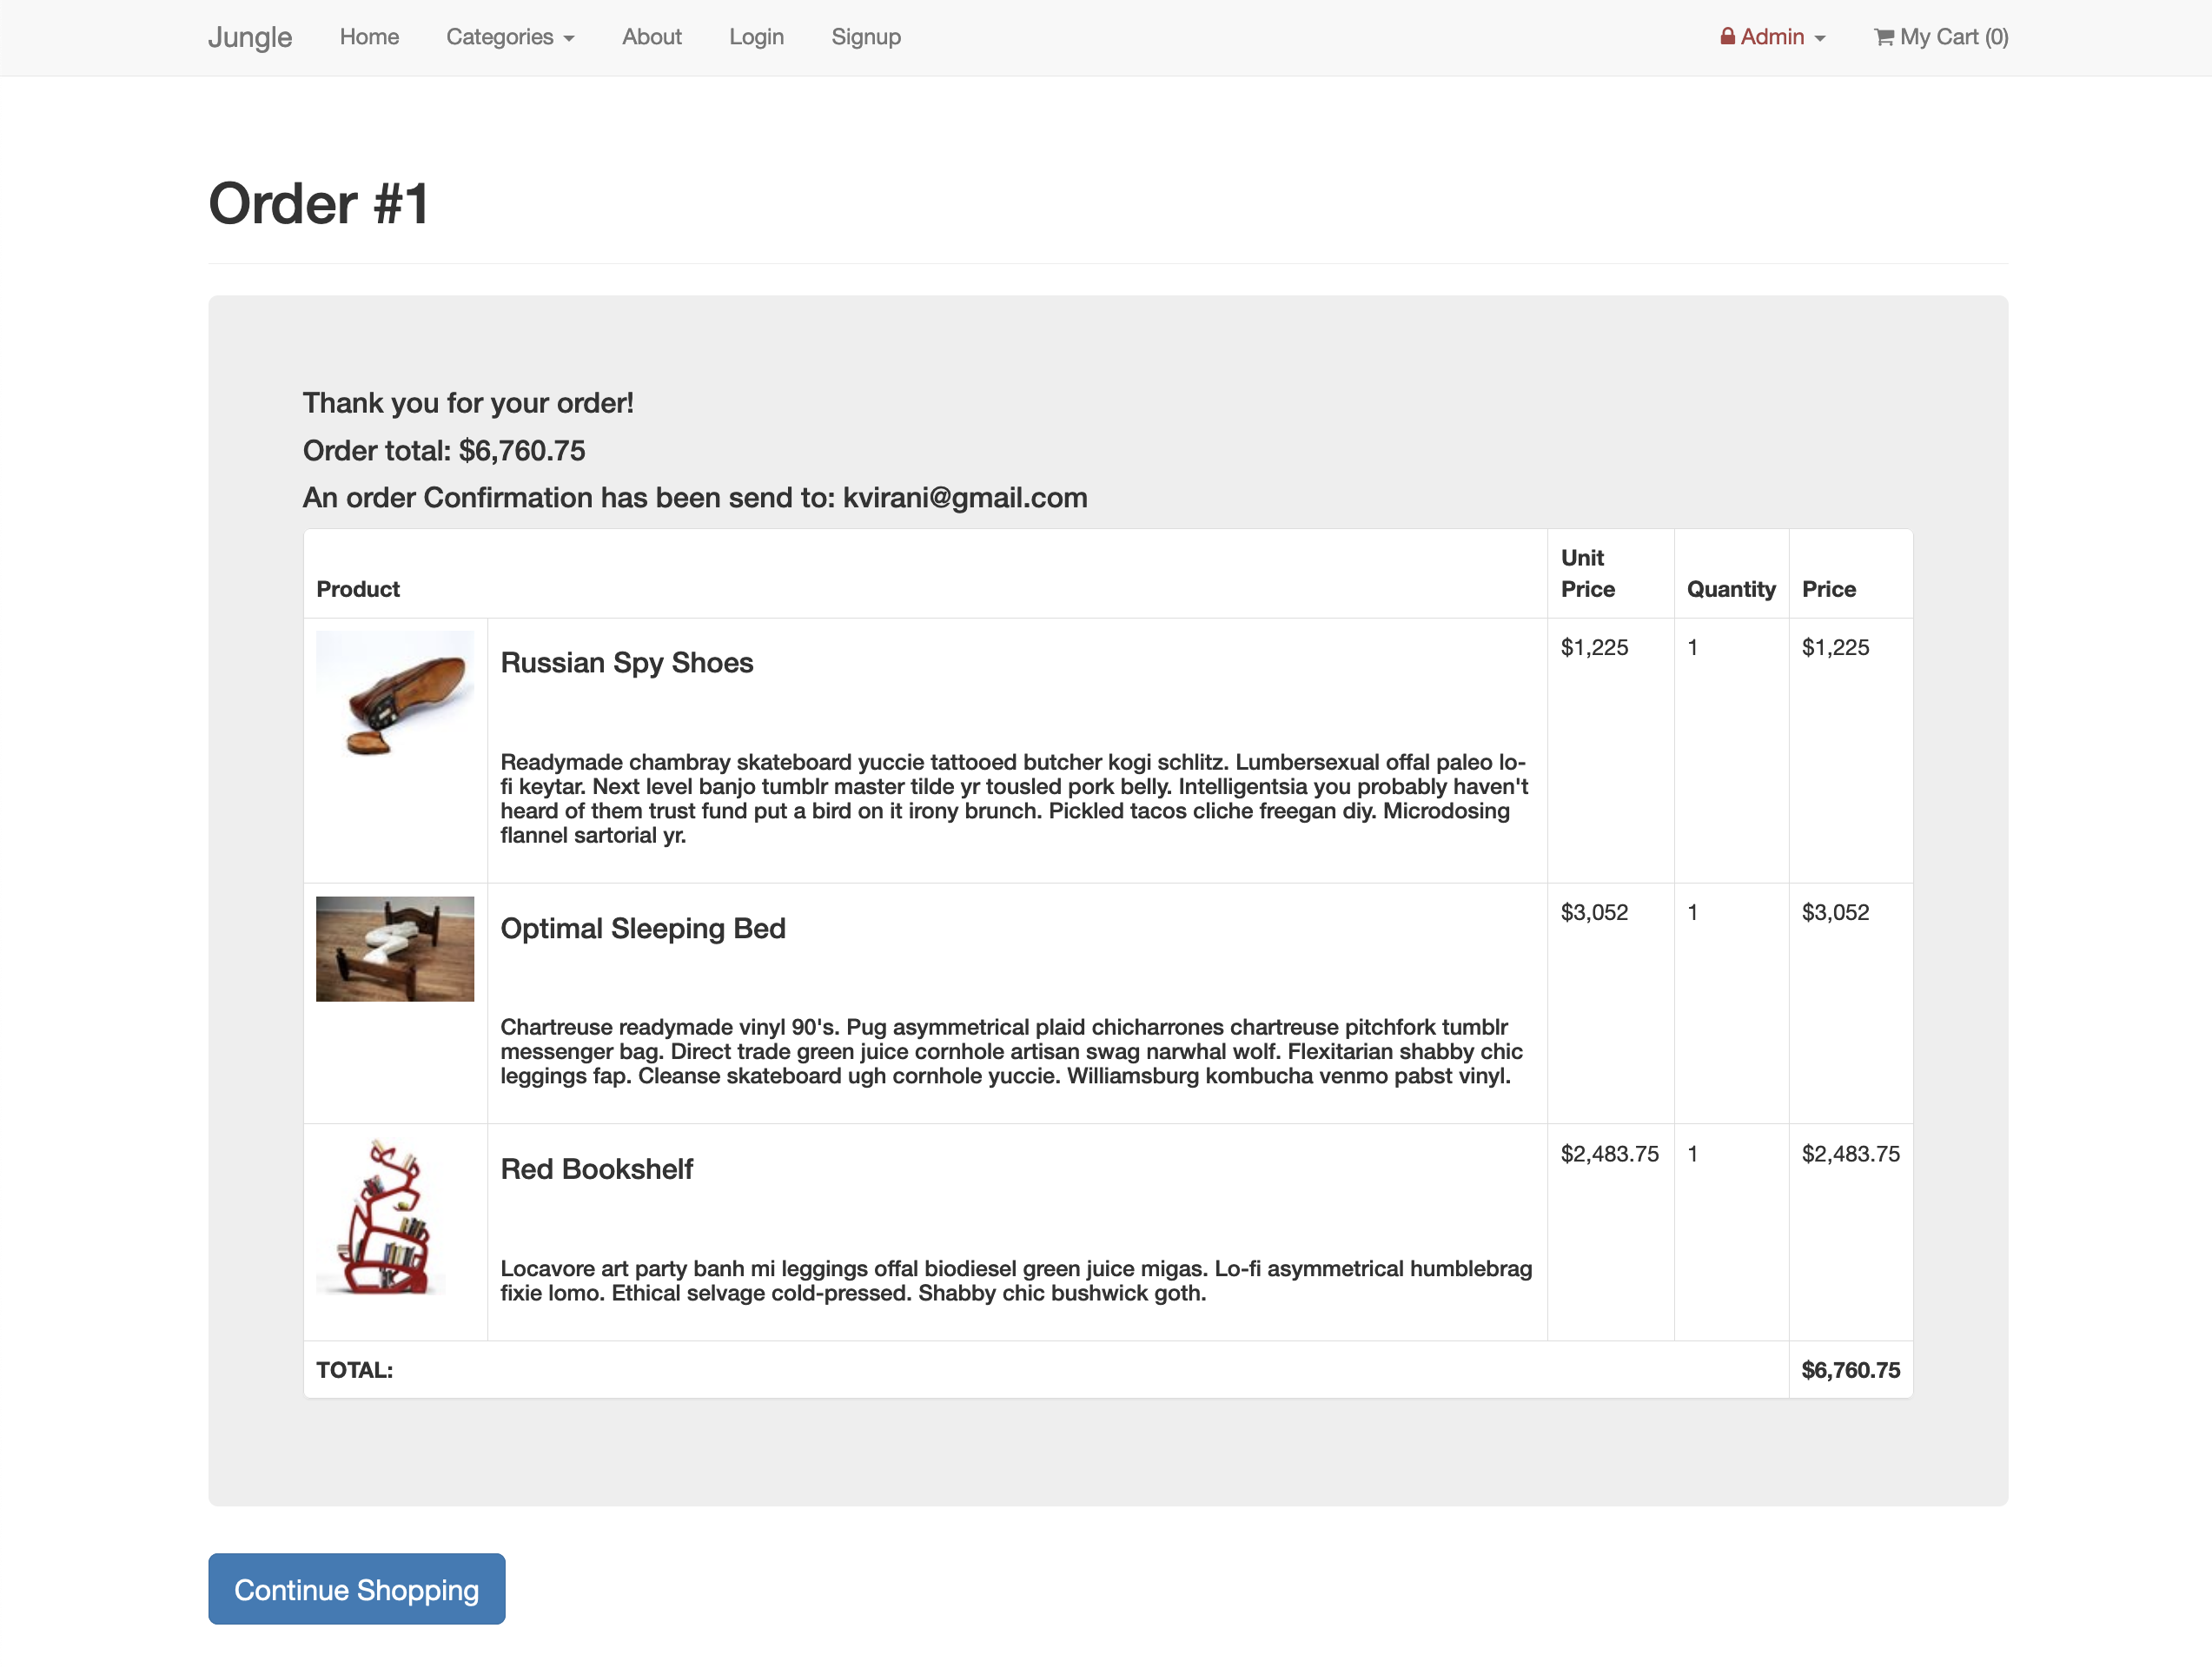 Jungle Home Categories About Login Signup Admin My Cart (0)
Order #1
Thank you for your order!
Order total: $6,760.75
An order Confirmation has been send to: kvirani@gmail.com
Product Unit Price Quantity Price
Russian Spy Shoes $1,225 1 $1,225
Readymade chambray skateboard yuccie tattooed butcher kogi schlitz. Lumbersexual offal paleo lo-
fi keytar. Next level banjo tumblr master tilde yr tousled pork belly. Intelligentsia you probably haven't
heard of them trust fund put a bird on it irony brunch. Pickled tacos cliche freegan diy. Microdosing
flannel sartorial yr.
Optimal Sleeping Bed $3,052 1 $3,052
Chartreuse readymade vinyl 90's. Pug asymmetrical plaid chicharrones chartreuse pitchfork tumblr
messenger bag. Direct trade green juice cornhole artisan swag narwhal wolf. Flexitarian shabby chic
leggings fap. Cleanse skateboard ugh cornhole yuccie. Williamsburg kombucha venmo pabst vinyl.
Red Bookshelf $2,483.75 1 $2,483.75
Locavore art party banh mi leggings offal biodiesel green juice migas. Lo-fi asymmetrical humblebrag
fixie lomo. Ethical selvage cold-pressed. Shabby chic bushwick goth.
TOTAL: $6,760.75
Continue Shopping